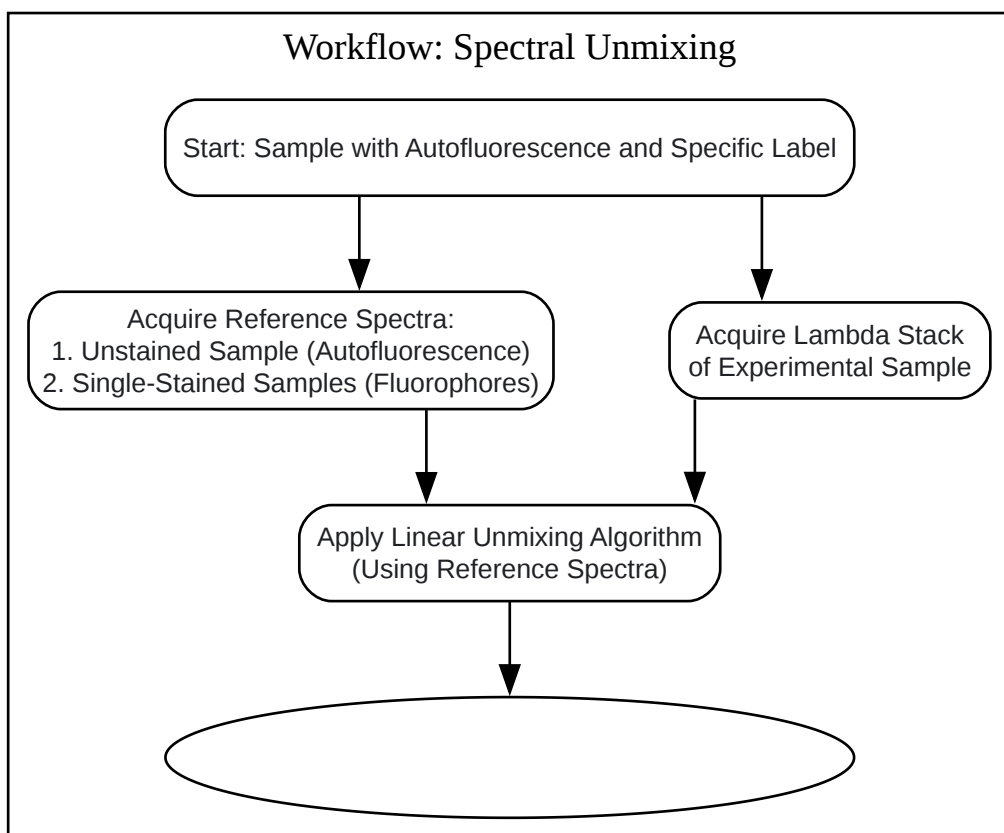 Workflow: Spectral Unmixing
Start: Sample with Autofluorescence and Specific Label
Acquire Reference Spectra:
1. Unstained Sample (Autofluorescence)
2. Single-Stained Samples (Fluorophores)
Acquire Lambda Stack
of Experimental Sample
Apply Linear Unmixing Algorithm
(Using Reference Spectra)